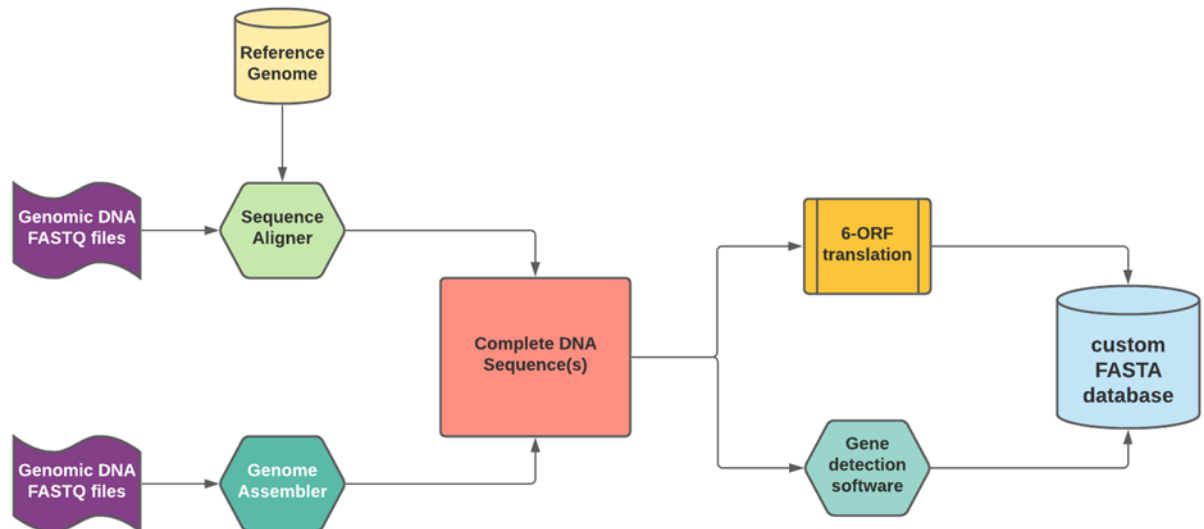 Reference
Genome
Genomic DNA
FASTQ files
Sequence
Aligner
6-ORF
translation
Complete DNA
Sequence(s)
custom
FASTA
database
Genomic DNA
FASTQ files
Genome
Assembler
Gene
detection
software